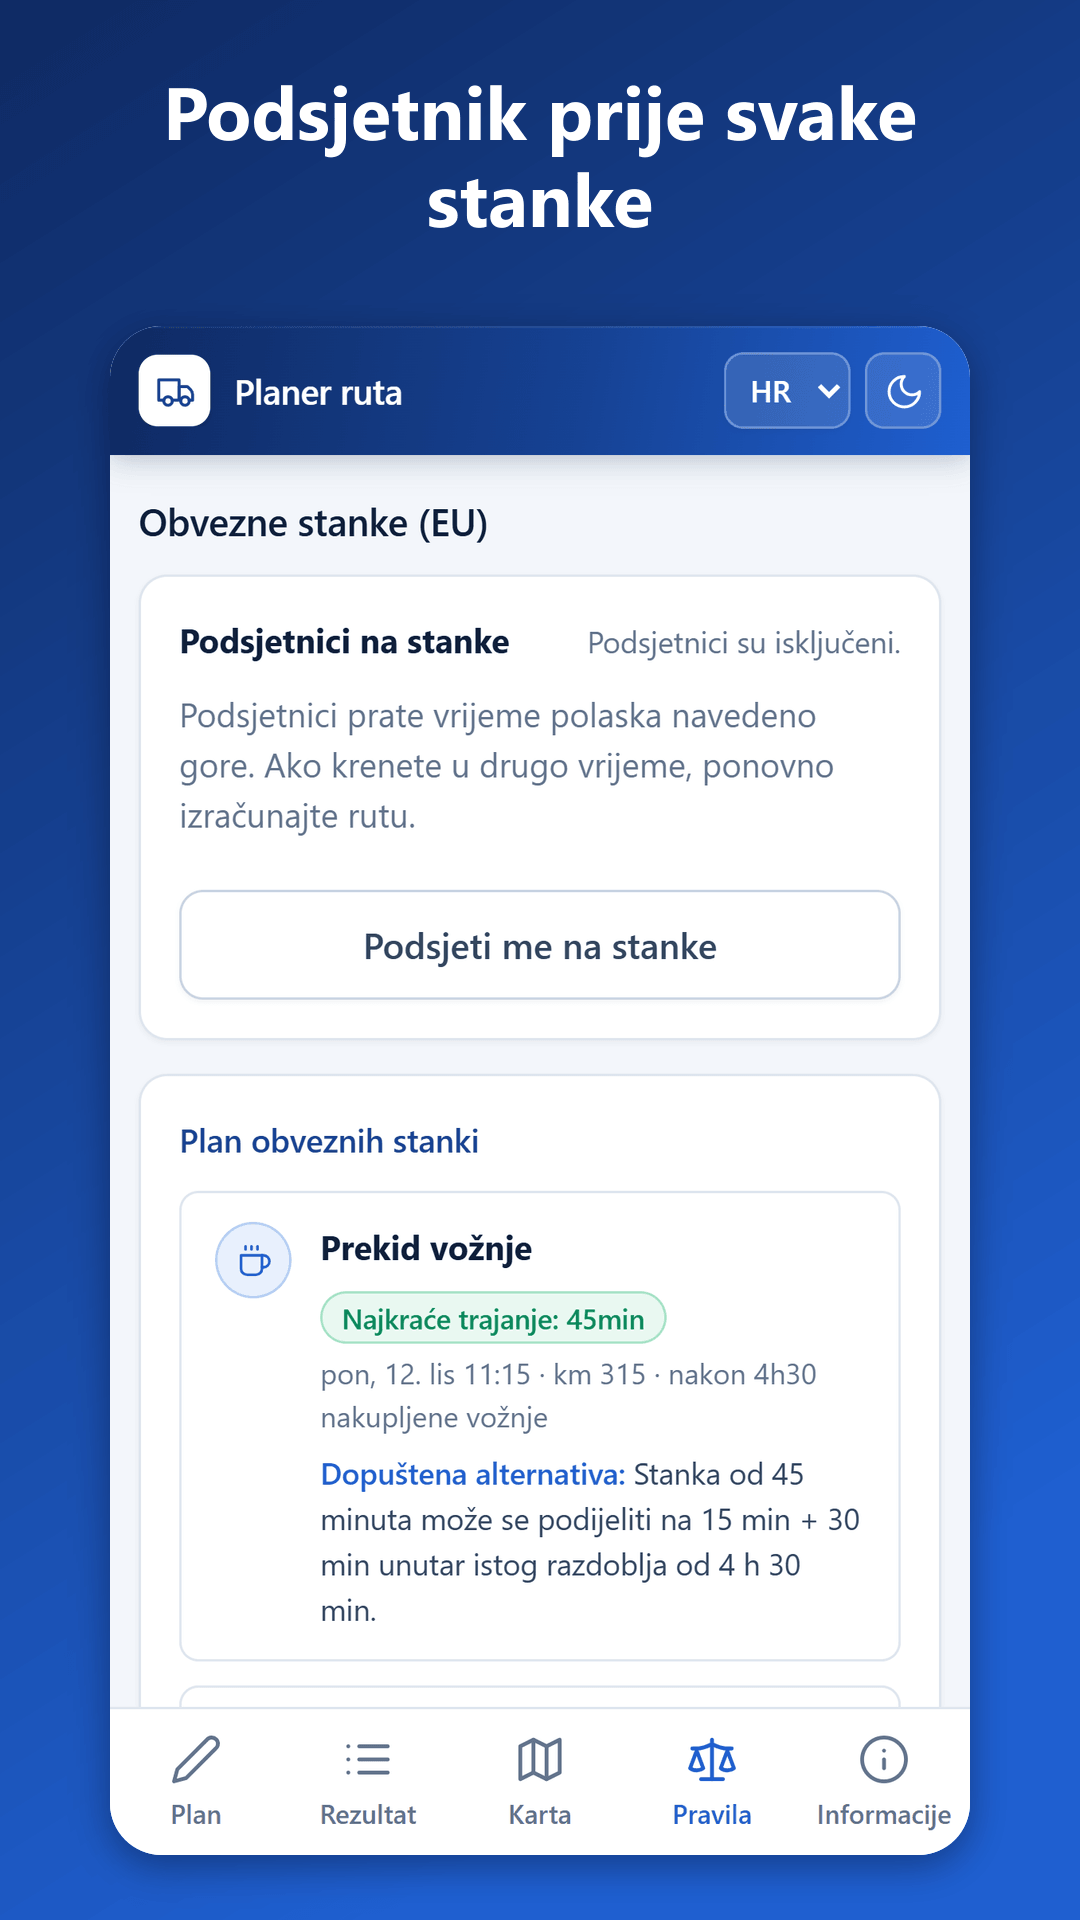 Podsjetnik prije svake
stanke
Planer ruta
HR
Obvezne stanke (EU)
Podsjetnici na stanke
Podsjetnici su isključeni.
Podsjetnici prate vrijeme polaska navedeno
gore. Ako krenete u drugo vrijeme, ponovno
izračunajte rutu.
Podsjeti me na stanke
Plan obveznih stanki
Prekid vožnje
Najkraće trajanje: 45min
pon, 12. lis 11:15 · km 315 · nakon 4h30
nakupljene vožnje
Dopuštena alternativa: Stanka od 45
minuta može se podijeliti na 15 min + 30
min unutar istog razdoblja od 4 h 30
min.
Plan
Rezultat
Karta
Pravila
Informacije